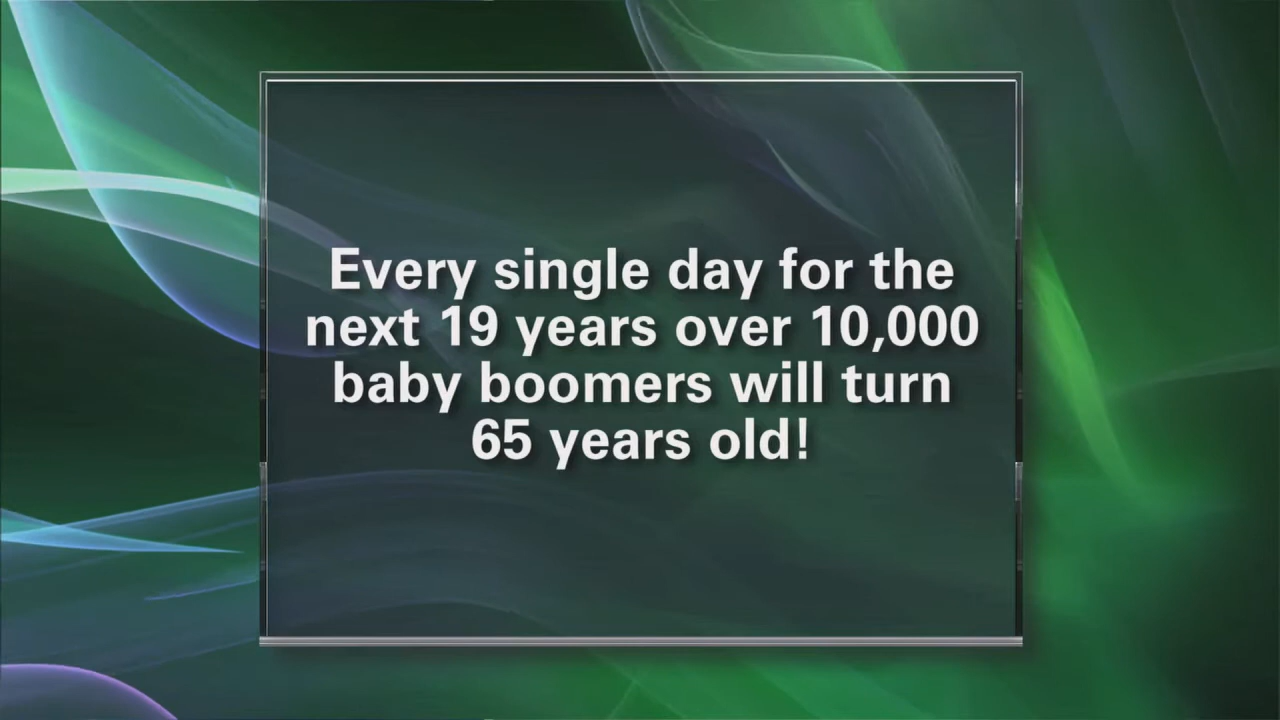 Every single day for the
next 19 years over 10,000
baby boomers will turn
65 years old!